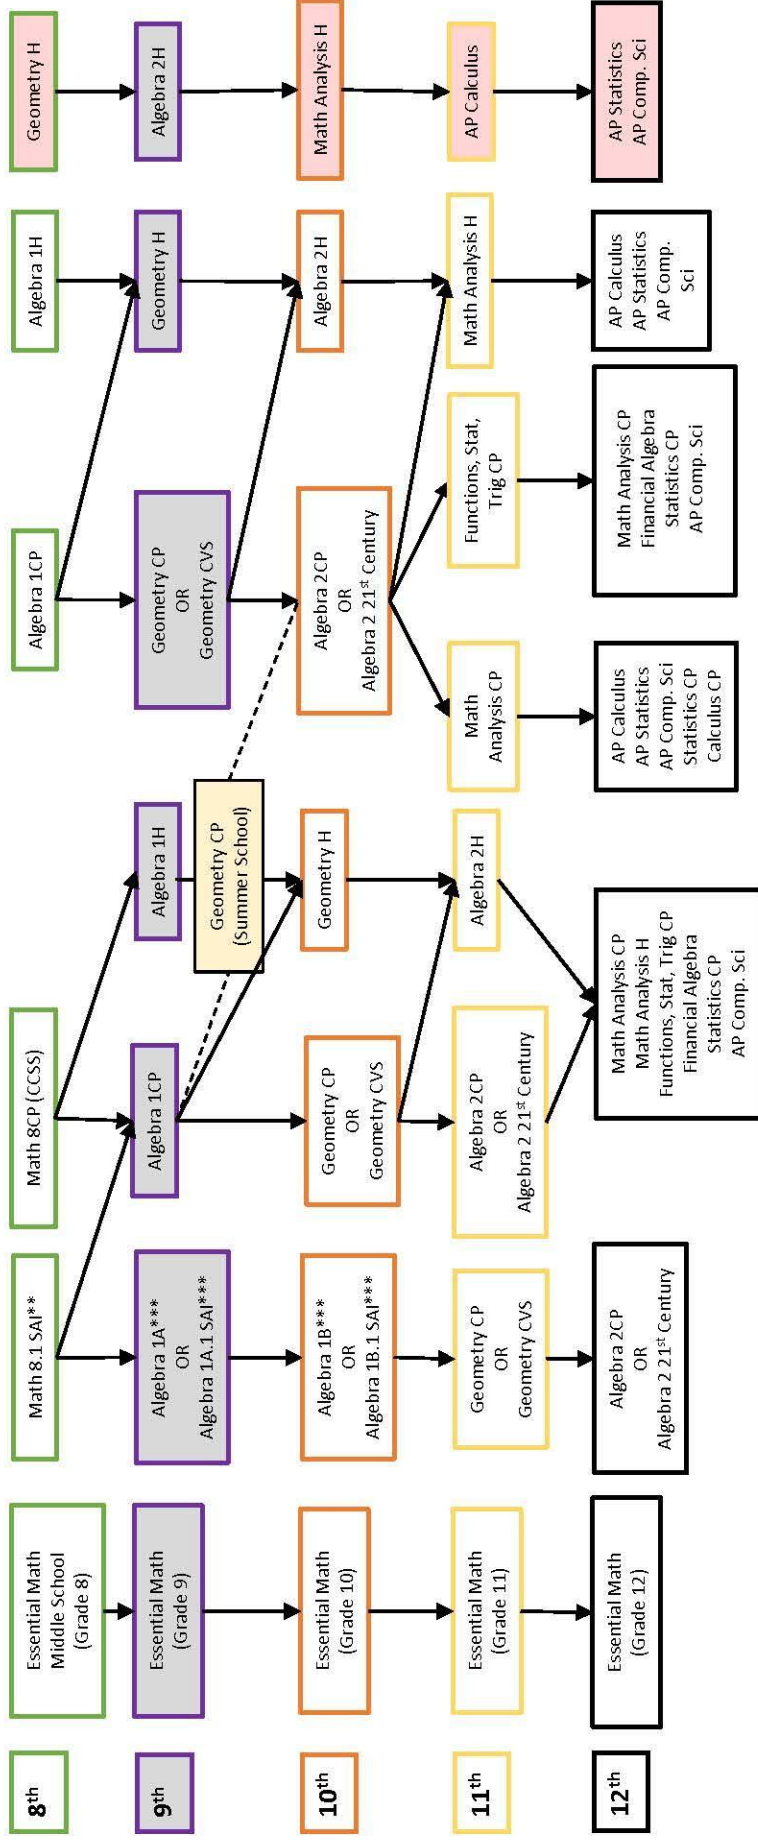 8th
Essential Math
Middle School
(Grade 8)
Math 8.1 SAI**
Math 8CP (CCSS)
Algebra 1CP
Algebra 1H
Geometry H
9th
Essential Math
(Grade 9)
Algebra 1A***
OR
Algebra 1A.1 SAI***
Algebra 1CP
Algebra 1H
Geometry CP
OR
Geometry CVS
Geometry H
Algebra 2H
Geometry CP
(Summer School)
10th
Essential Math
(Grade 10)
Algebra 1B***
OR
Algebra 1B.1 SAI***
Geometry CP
OR
Geometry CVS
Geometry H
Algebra 2CP
OR
Algebra 2 21st Century
Algebra 2H
Math Analysis H
11th
Essential Math
(Grade 11)
Geometry CP
OR
Geometry CVS
Algebra 2CP
OR
Algebra 2 21st Century
Algebra 2H
Math
Analysis CP
Functions, Stat,
Trig CP
Math Analysis H
AP Calculus
12th
Essential Math
(Grade 12)
Algebra 2CP
OR
Algebra 2 21st Century
Math Analysis CP
Math Analysis H
Functions, Stat, Trig CP
Financial Algebra
Statistics CP
AP Comp. Sci
AP Calculus
AP Statistics
AP Comp. Sci
Statistics CP
Calculus CP
Math Analysis CP
Financial Algebra
Statistics CP
AP Comp. Sci
AP Calculus
AP Statistics
AP Comp.
Sci
AP Statistics
AP Comp. Sci